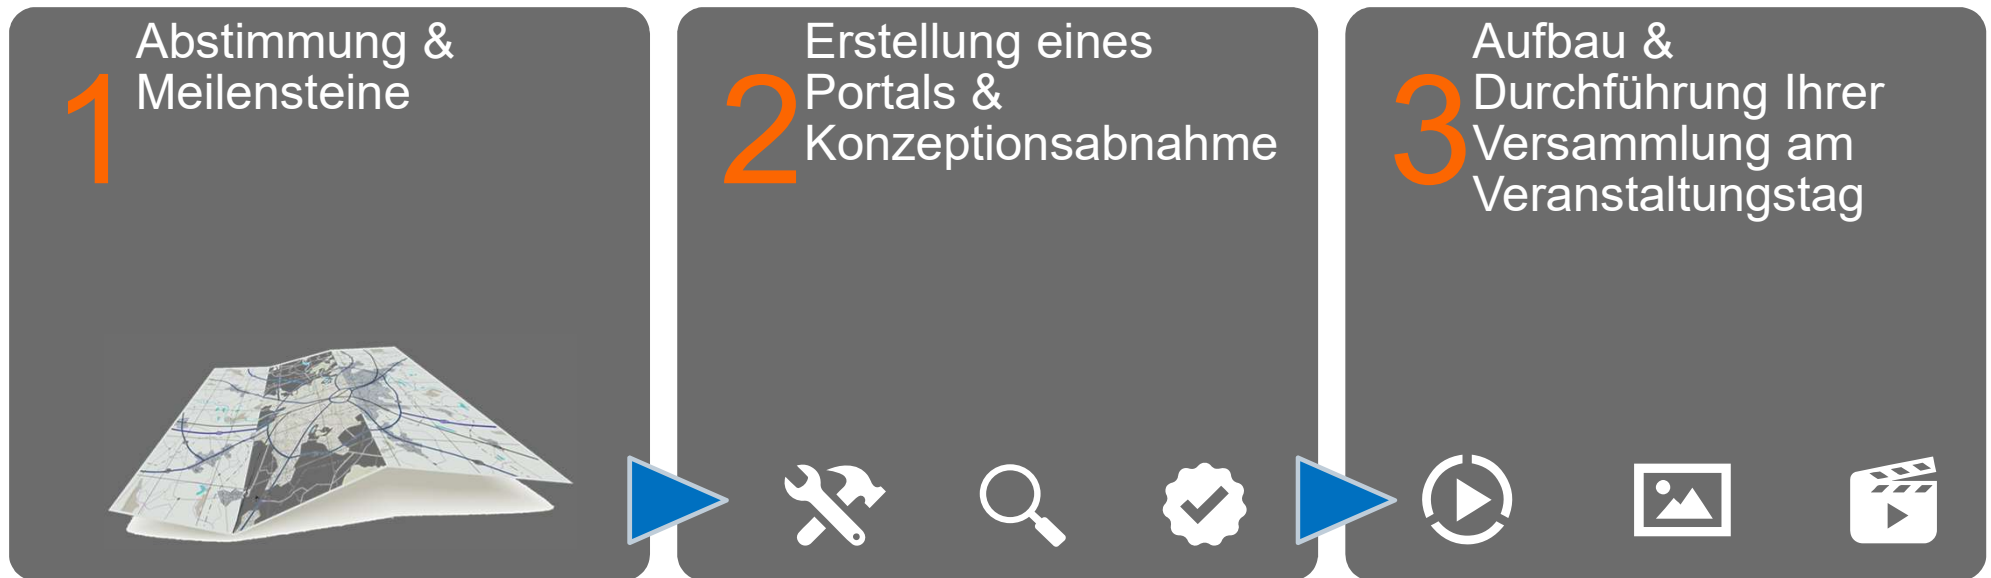 1
Abstimmung &
Meilensteine
2
Erstellung eines
Portals &
Konzeptionsabnahme
3
Aufbau &
Durchführung Ihrer
Versammlung am
Veranstaltungstag